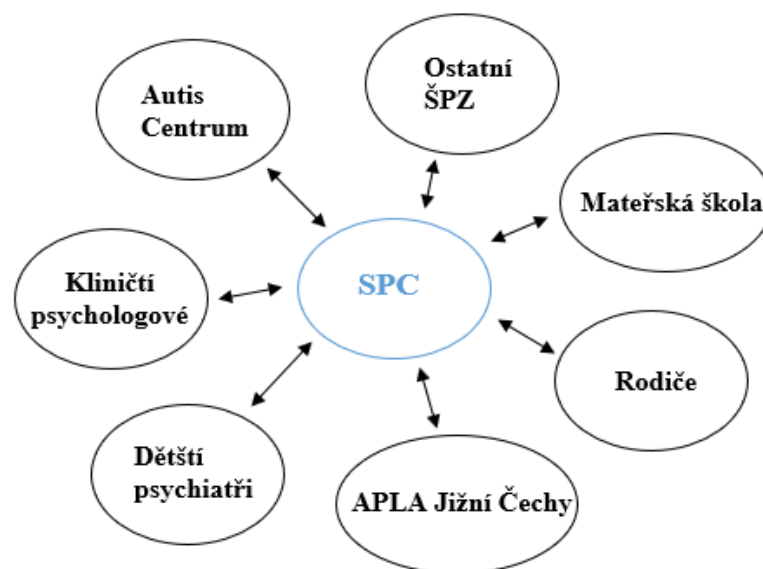 Ostatní
ŠPZ
Autis
Centrum
Mateřská škola
SPC
Kliničtí
psychologové
Rodiče
Dětští
psychiatři
APLA Jižní Čechy